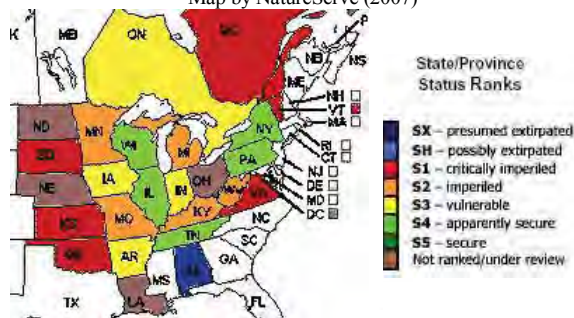 Map by NatureServe (2007)
MB
ON
QC
P
NB
NS
ME
ND
MN
NH
VT
MA
SD
WI
MI
NY
RI
CT
NE
IA
PA
NJ
IL
IN
OH
DE
MD
WV
VA
DC
KS
MO
KY
NC
OK
AR
TN
SC
MS
AL
GA
TX
LA
FL
State/Province
Status Ranks
SX – presumed extirpated
SH – possibly extirpated
S1 – critically imperiled
S2 – imperiled
S3 – vulnerable
S4 – apparently secure
S5 – secure
Not ranked/under review